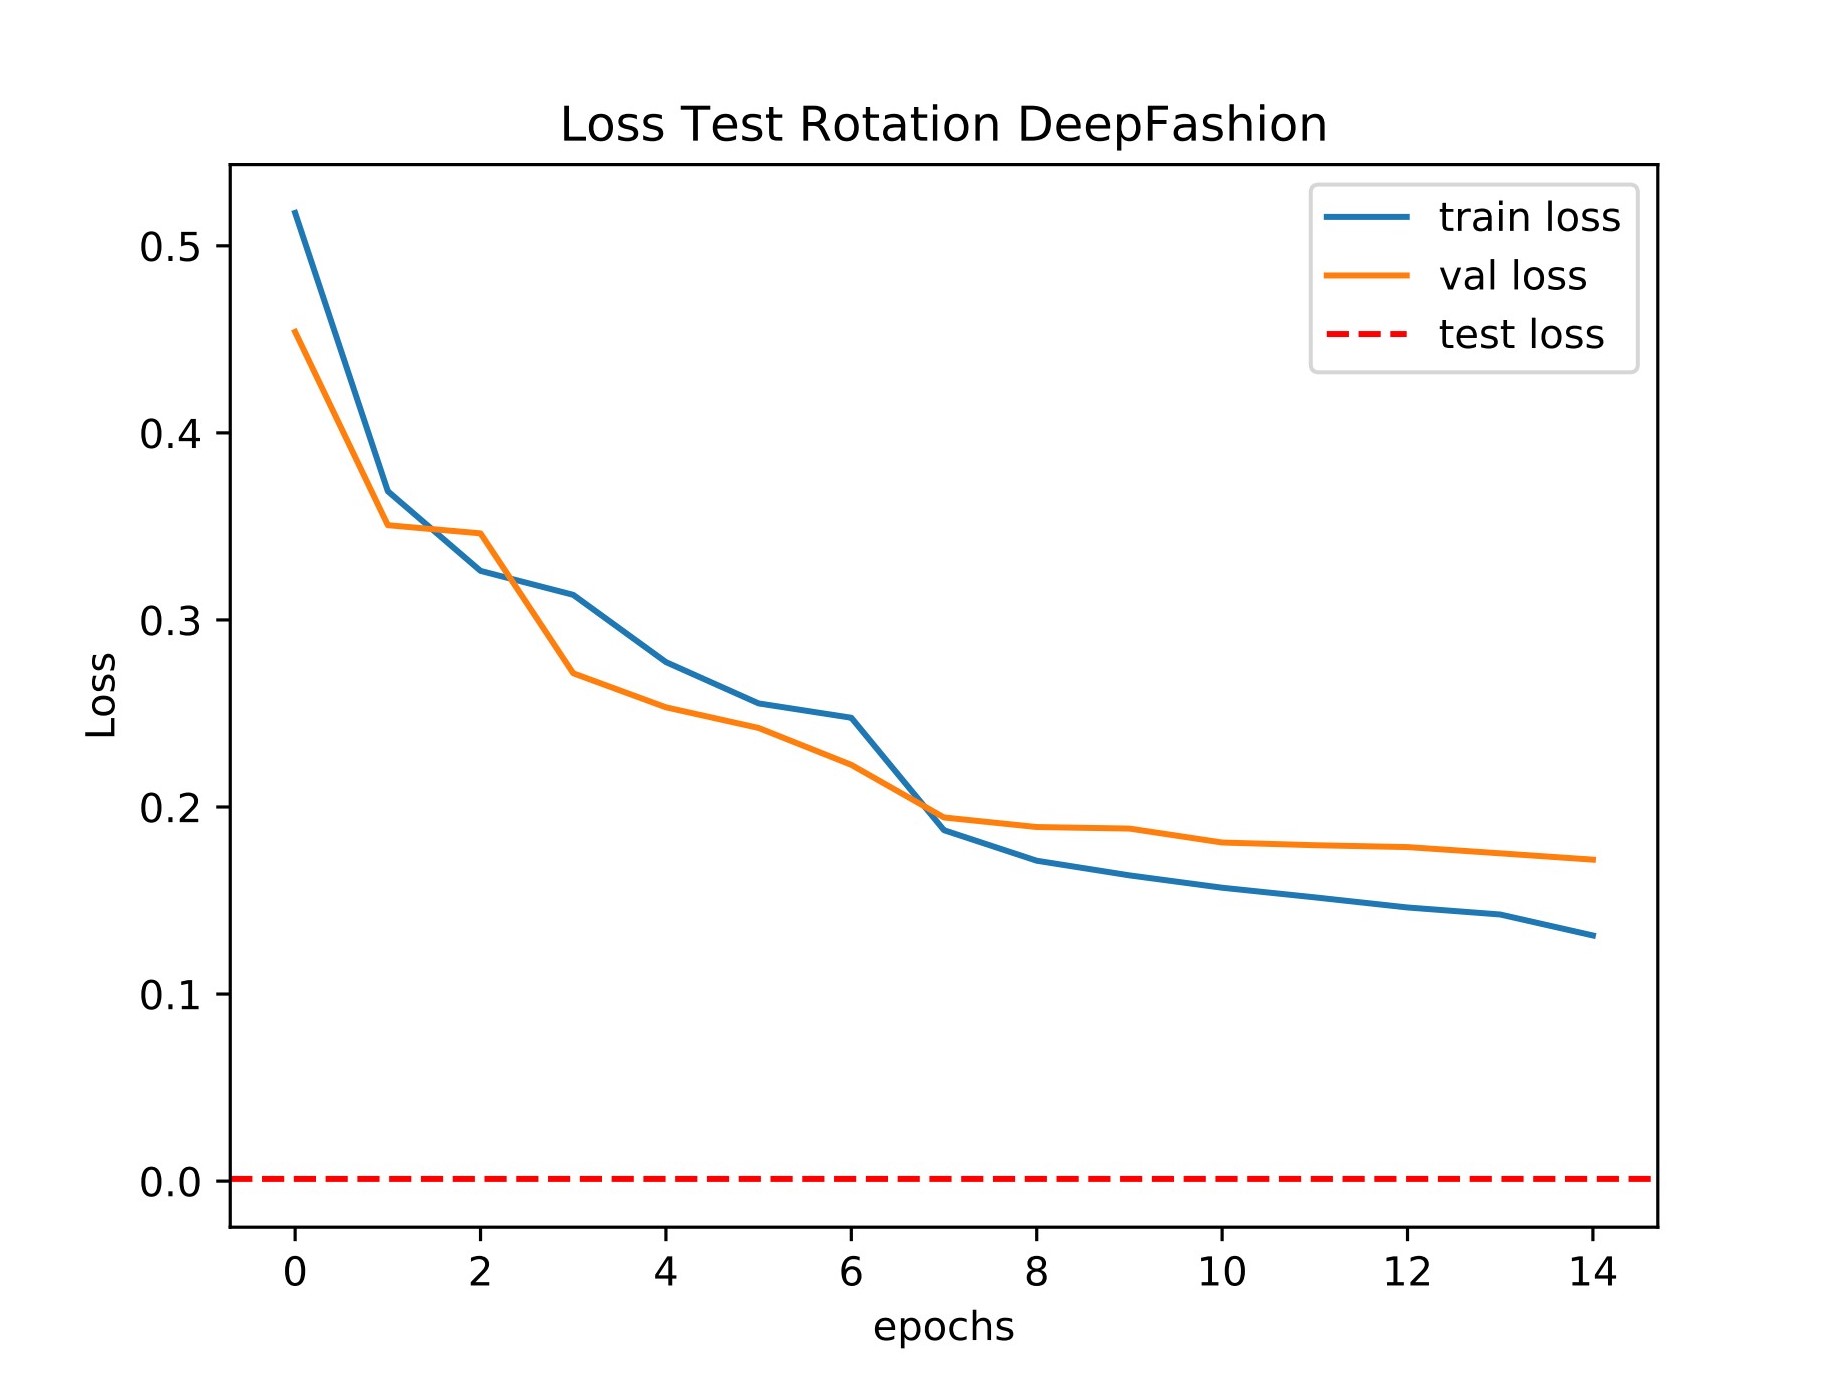 Loss Test Rotation DeepFashion
train loss
val loss
test loss
0.5
0.4
0.3
0.2
0.1
0.0
Loss
0 2 4 6 8 10 12 14
epochs